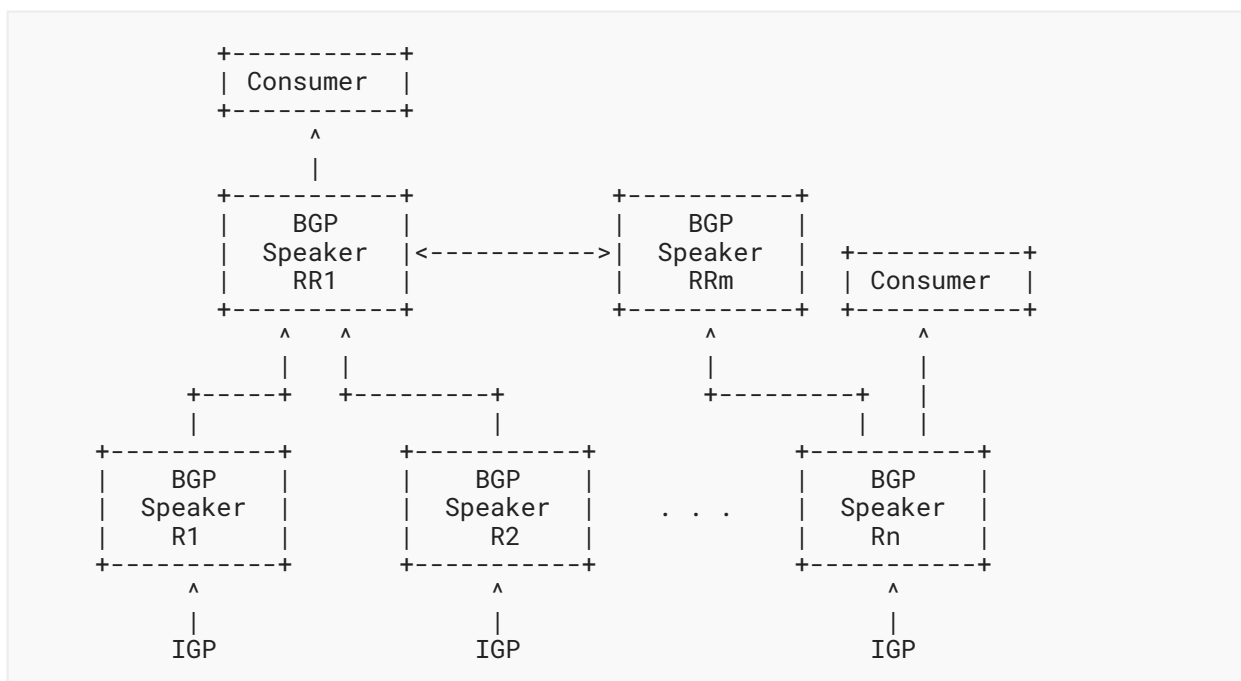 Consumer
BGP BGP
Speaker Speaker
RR1 RRm Consumer
BGP BGP BGP
Speaker Speaker . . . Speaker
R1 R2 Rn
IGP IGP IGP